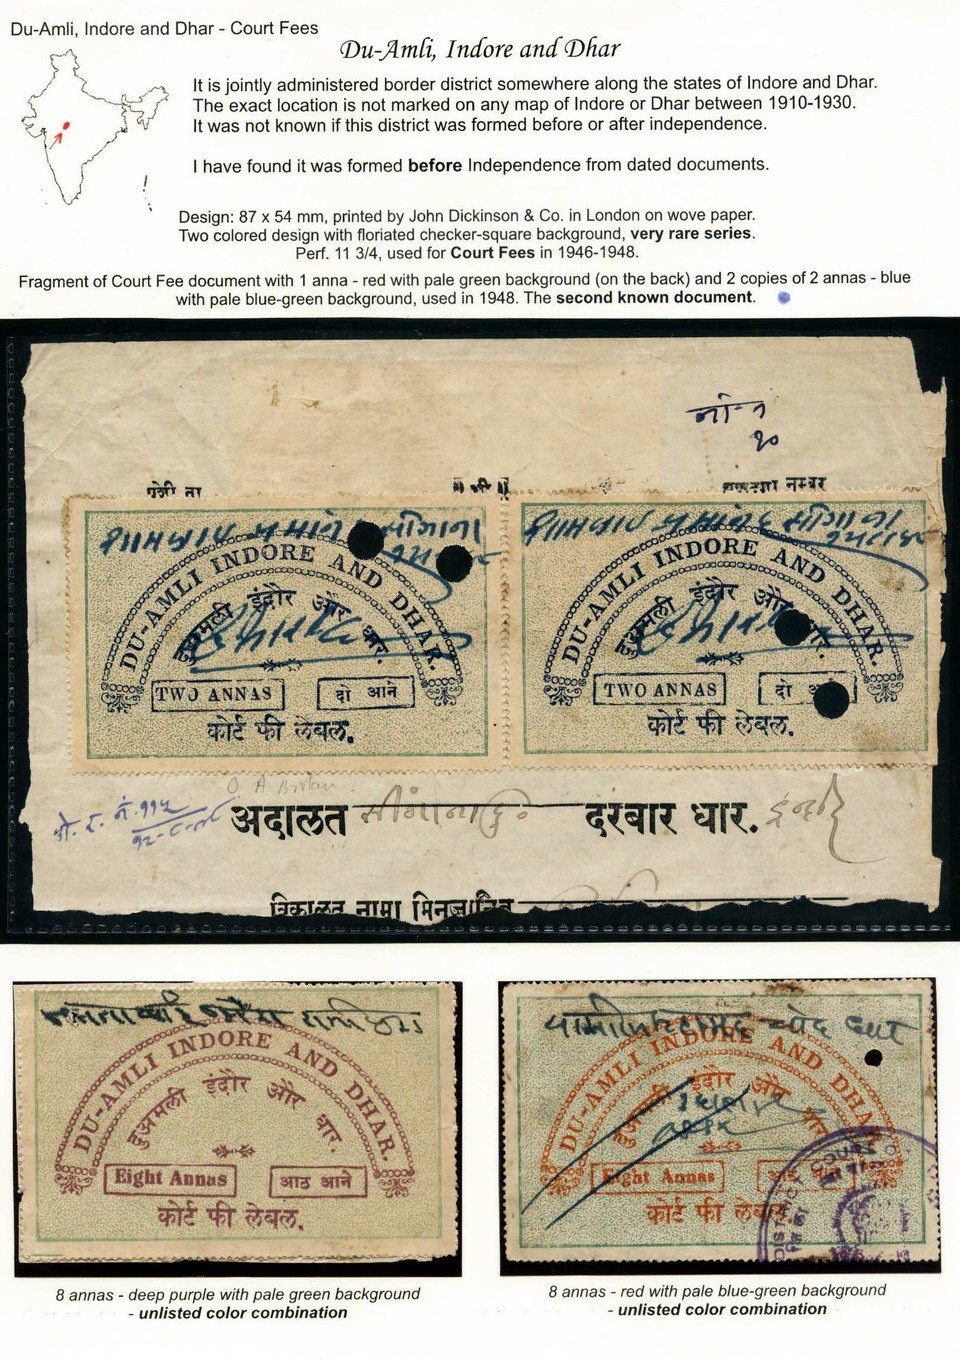 Du-Amli, Indore and Dhar - Court Fees
Du-Amli, Indore and Dhar
It is jointly administered border district somewhere along the states of Indore and Dhar.
The exact location is not marked on any map of Indore or Dhar between 1910-1930.
It was not known if this district was formed before or after independence.
I have found it was formed before Independence from dated documents.
Design: 87 x 54 mm, printed by John Dickinson & Co. in London on wove paper.
Two colored design with floriated checker-square background, very rare series.
Perf. 11 3/4, used for Court Fees in 1946-1948.
Fragment of Court Fee document with 1 anna - red with pale green background (on the back) and 2 copies of 2 annas - blue
with pale blue-green background, used in 1948. The second known document.
नम्बर
DU-AMLI INDORE AND DHAR.
दुअमली इंदौर और धार.
TWO ANNAS दो आने
कोर्ट फी लेबल.
DU-AMLI INDORE AND DHAR.
दुअमली इंदौर और धार.
TWO ANNAS दो आने
कोर्ट फी लेबल.
अदालत दरबार धार.
नामा
DU-AMLI INDORE AND DHAR.
दुअमली इंदौर और धार.
Eight Annas आठ आने
कोर्ट फी लेबल.
DU-AMLI INDORE AND DHAR.
इंदौर और धार
Eight Annas
कोर्ट फी लेबल.
DISTRICT COURT
8 annas - deep purple with pale green background
- unlisted color combination
8 annas - red with pale blue-green background
- unlisted color combination